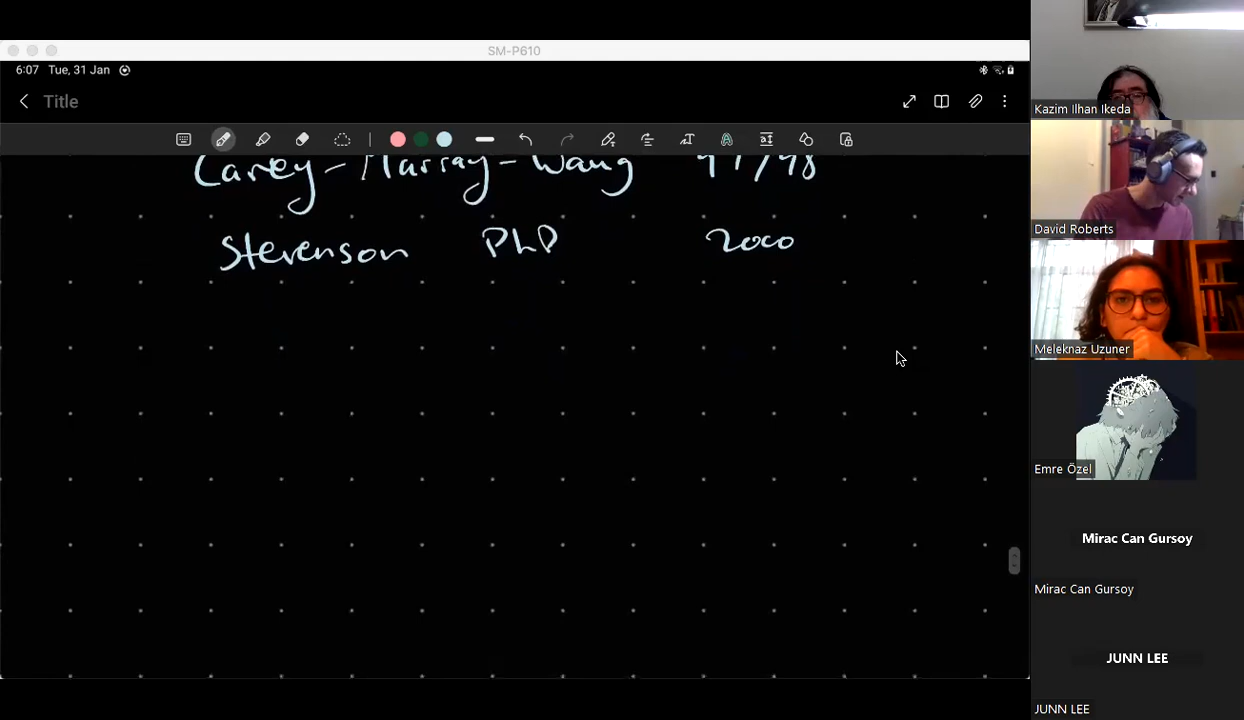 SM-P610
6:07 Tue, 31 Jan
Title
Carey-Murray-Wang 97/98
Stevenson PhD 2000
Kazim Ilhan Ikeda
David Roberts
Meleknaz Uzuner
Emre Özel
Mirac Can Gursoy
Mirac Can Gursoy
JUNN LEE
JUNN LEE